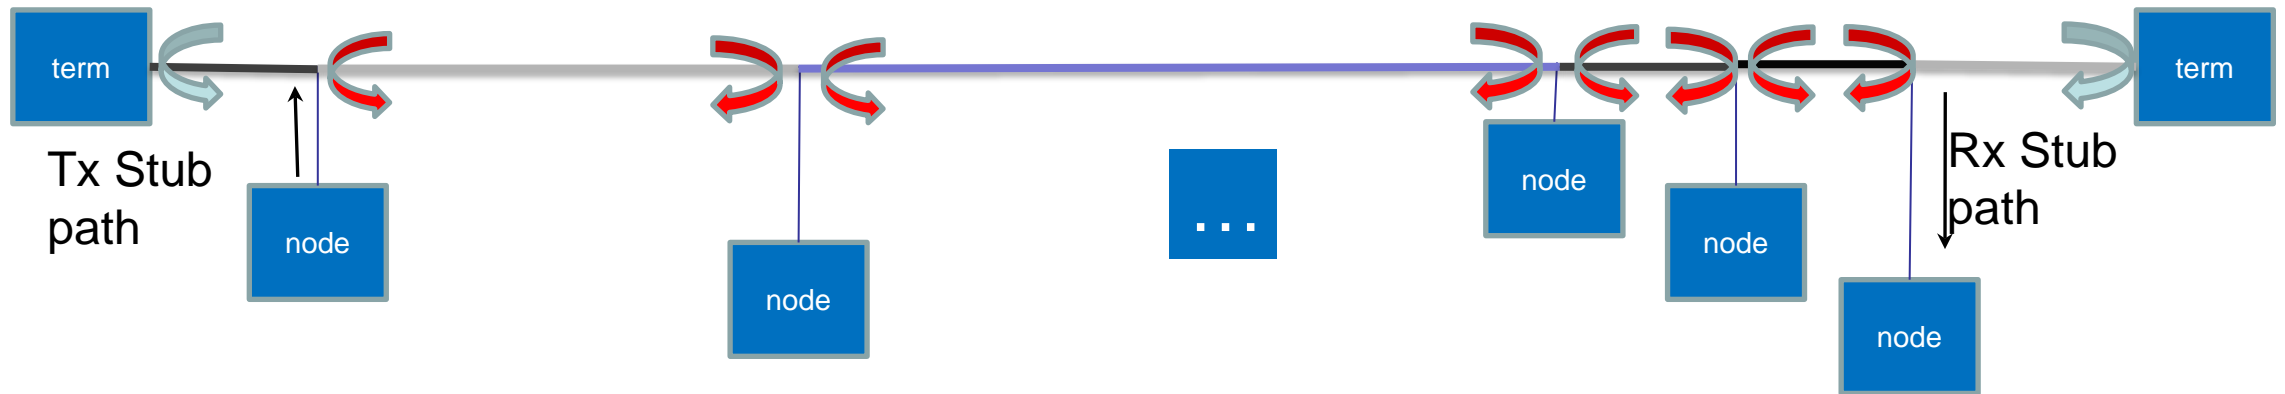 term
term
Tx Stub
path
Rx Stub
path
node
node
...
node
node
node